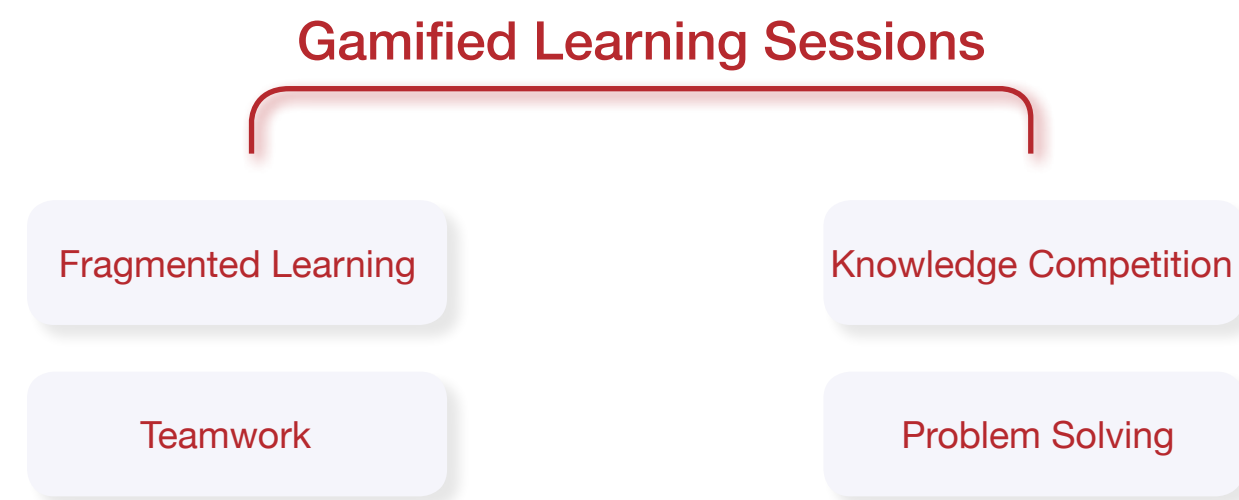 Gamified Learning Sessions
Fragmented Learning
Knowledge Competition
Teamwork
Problem Solving